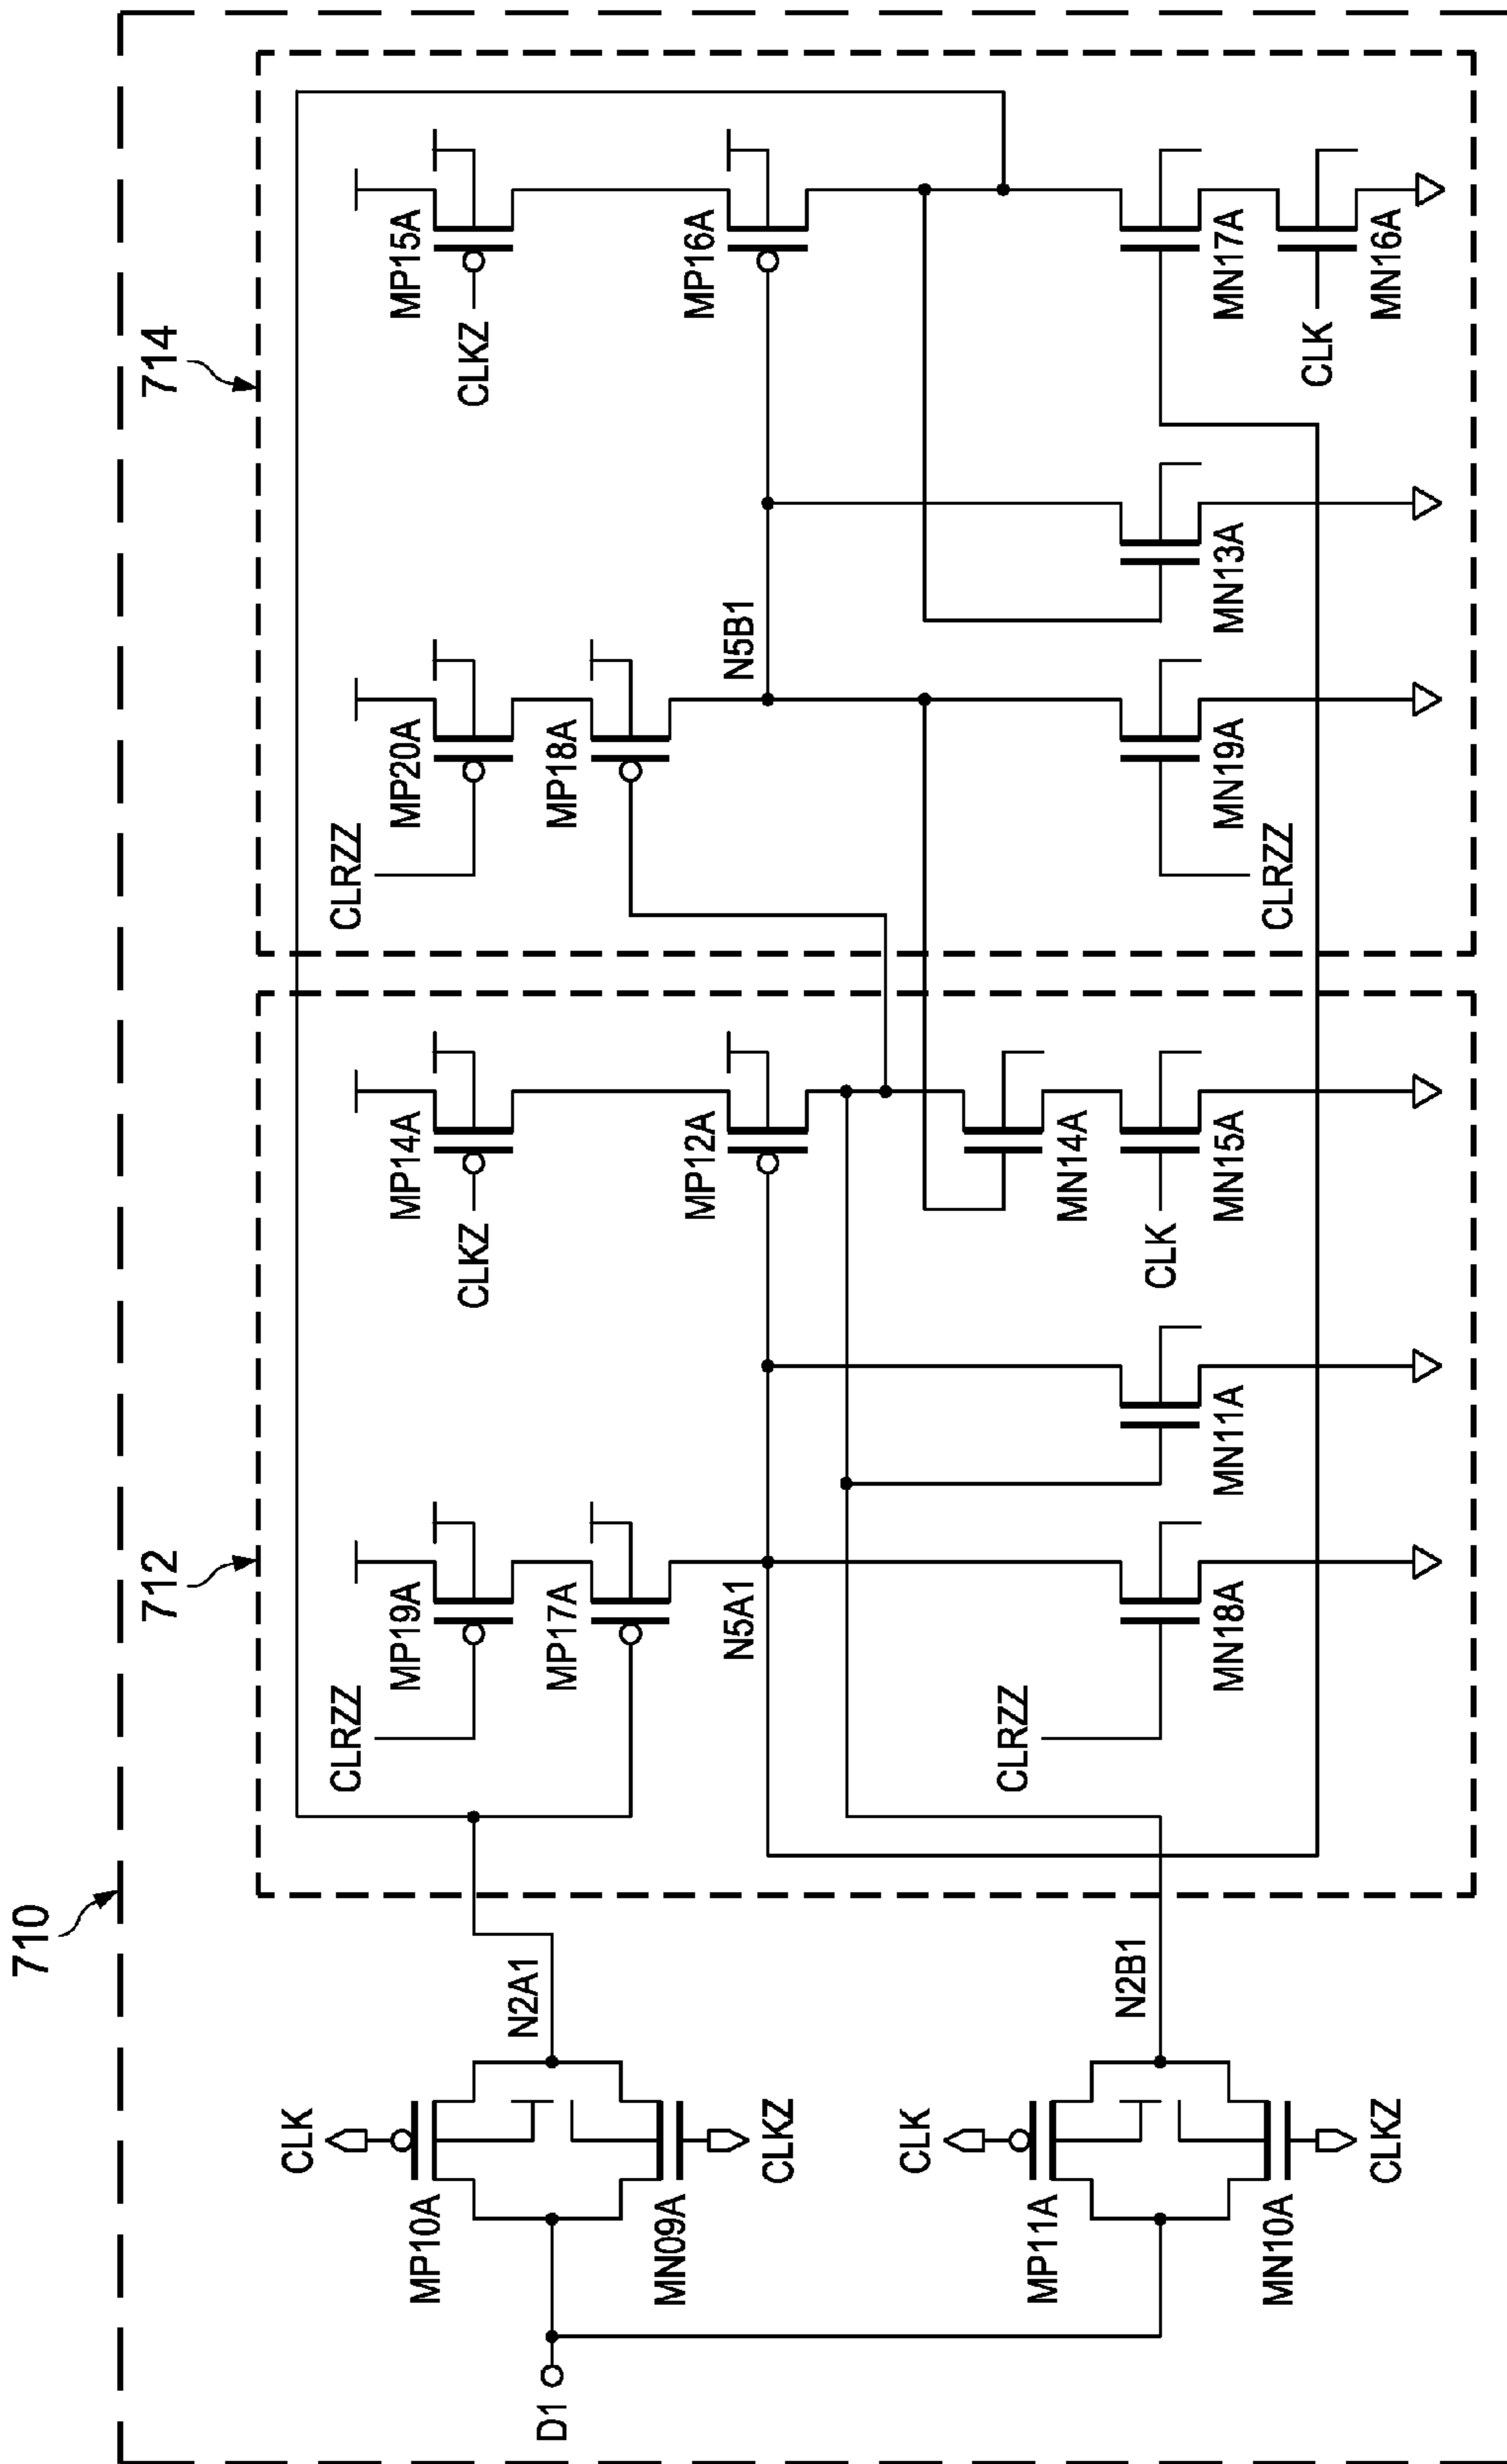 710
712
714
D1
CLK
MP10A
MN09A
CLKZ
N2A1
CLK
MP11A
MN10A
CLKZ
N2B1
CLRZZ
MP19A
MP17A
N5A1
CLRZZ
MN18A
MN11A
CLKZ
MP14A
MP12A
MN14A
CLK
MN15A
CLRZZ
MP20A
MP18A
N5B1
CLRZZ
MN19A
MN13A
CLKZ
MP15A
MP16A
MN17A
CLK
MN16A